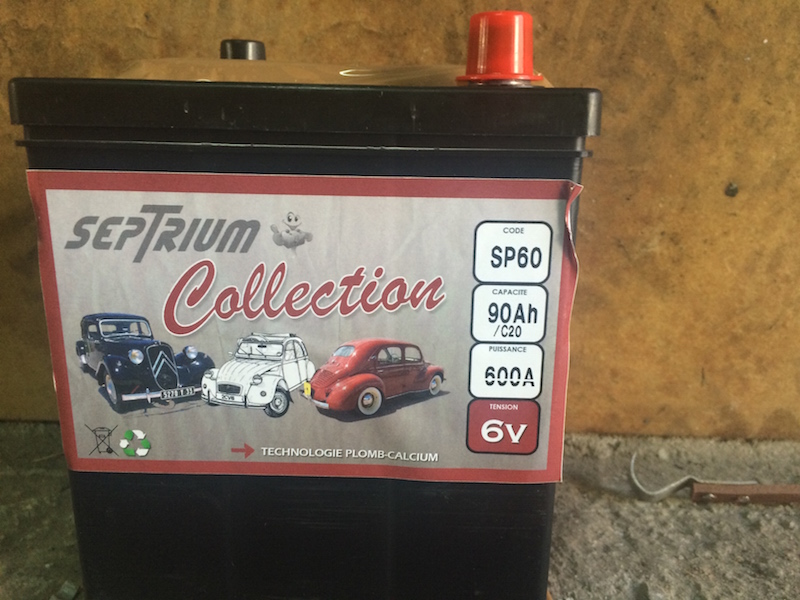 SEPTRIUM
Collection
CODE
SP60
CAPACITE
90Ah
/C20
PUISSANCE
600A
TENSION
6V
TECHNOLOGIE PLOMB-CALCIUM